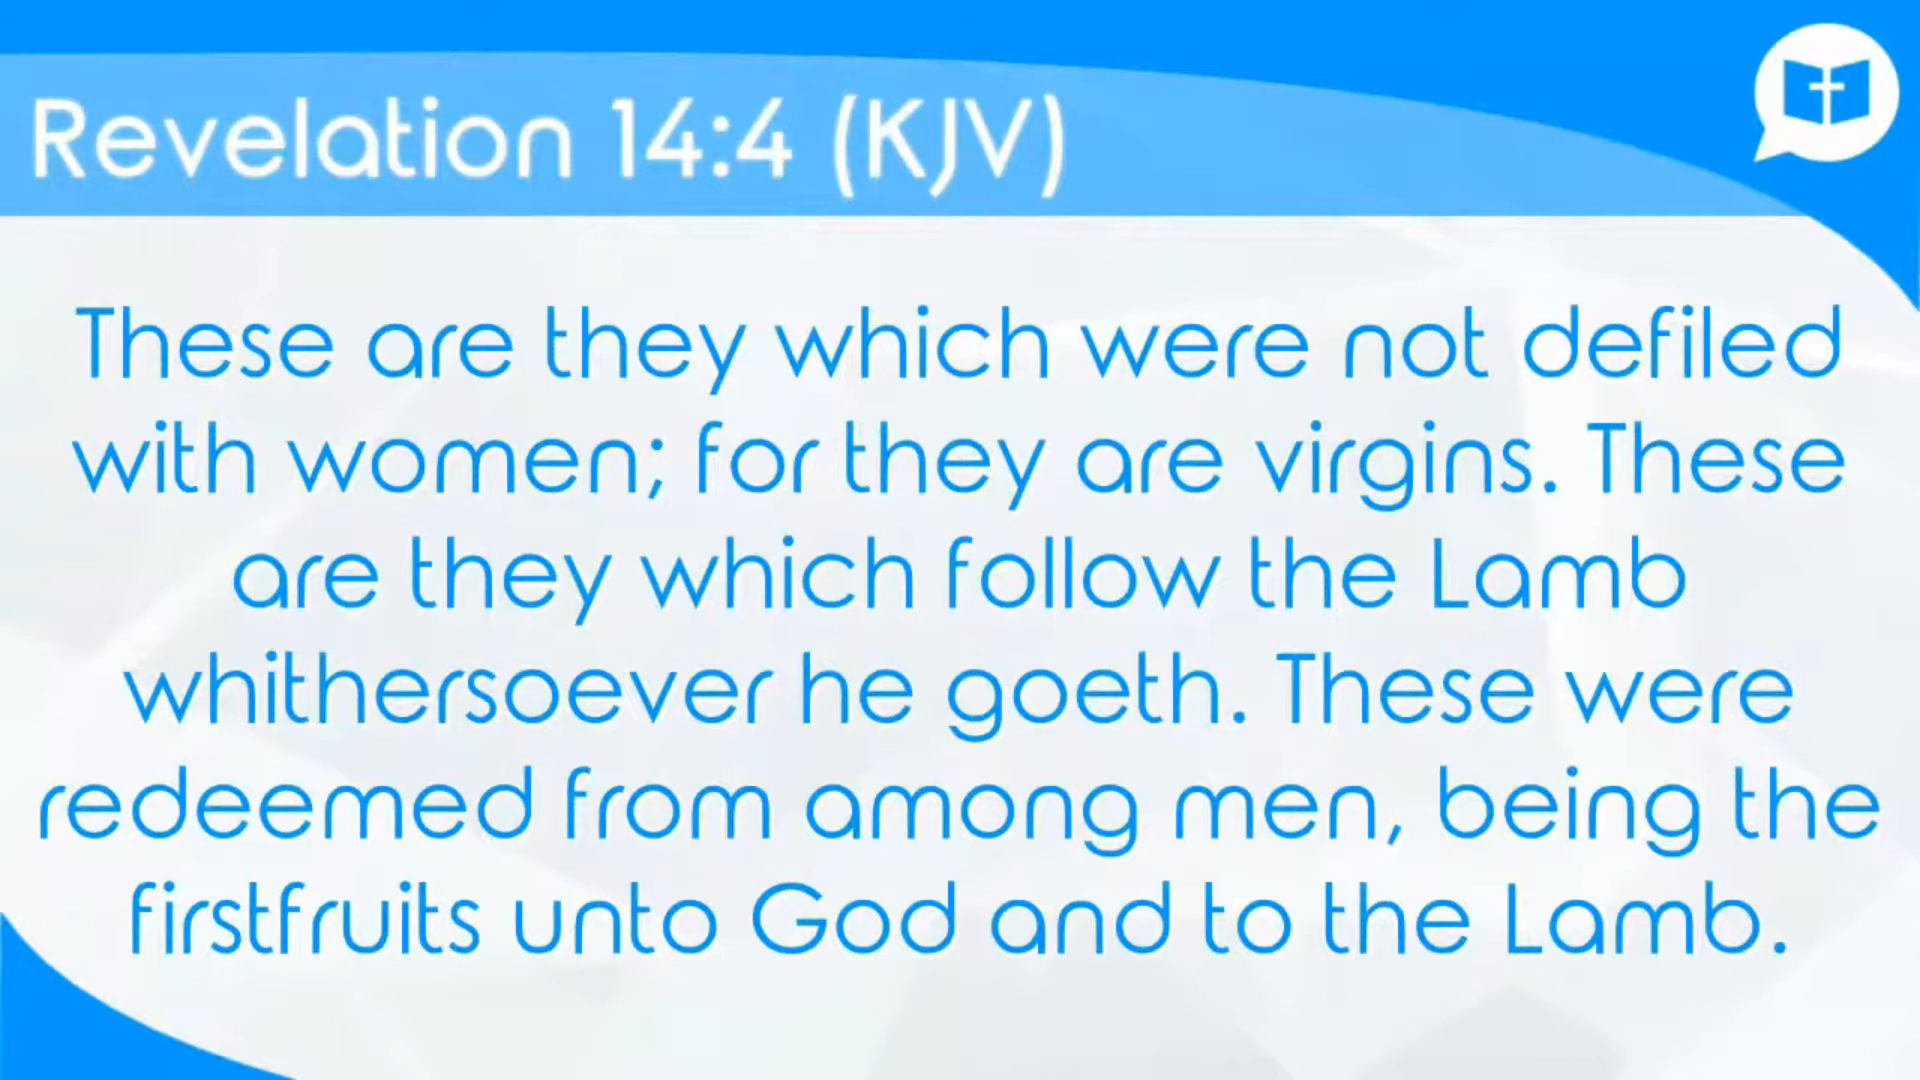 Revelation 14:4 (KJV)
These are they which were not defiled
with women; for they are virgins. These
are they which follow the Lamb
whithersoever he goeth. These were
redeemed from among men, being the
firstfruits unto God and to the Lamb.